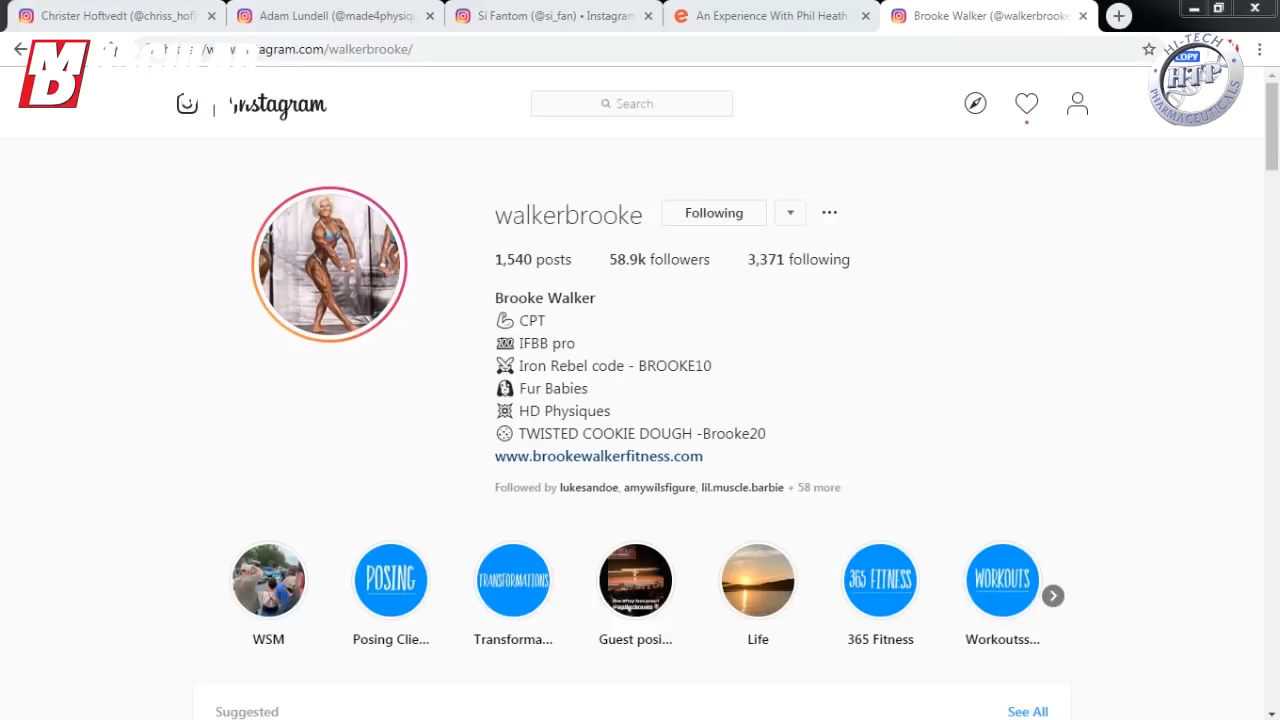 Christer Hoftvedt (@chriss_hof)
Adam Lundell (@made4physiq
Si Fantom (@si_fan) • Instagram
An Experience With Phil Heath
Brooke Walker (@walkerbrooke
MD
tagram.com/walkerbrooke/
HI-TECH
HTP
PHARMACEUTICALS
Instagram
Search
walkerbrooke
Following
1,540 posts
58.9k followers
3,371 following
Brooke Walker
CPT
IFBB pro
Iron Rebel code - BROOKE10
Fur Babies
HD Physiques
TWISTED COOKIE DOUGH -Brooke20
www.brookewalkerfitness.com
Followed by lukesandoe, amywilsfigure, lil.muscle.barbie + 58 more
POSING
TRANSFORMATIONS
365 FITNESS
WORKOUTS
WSM
Posing Clie...
Transforma...
Guest posi...
Life
365 Fitness
Workoutss...
Suggested
See All